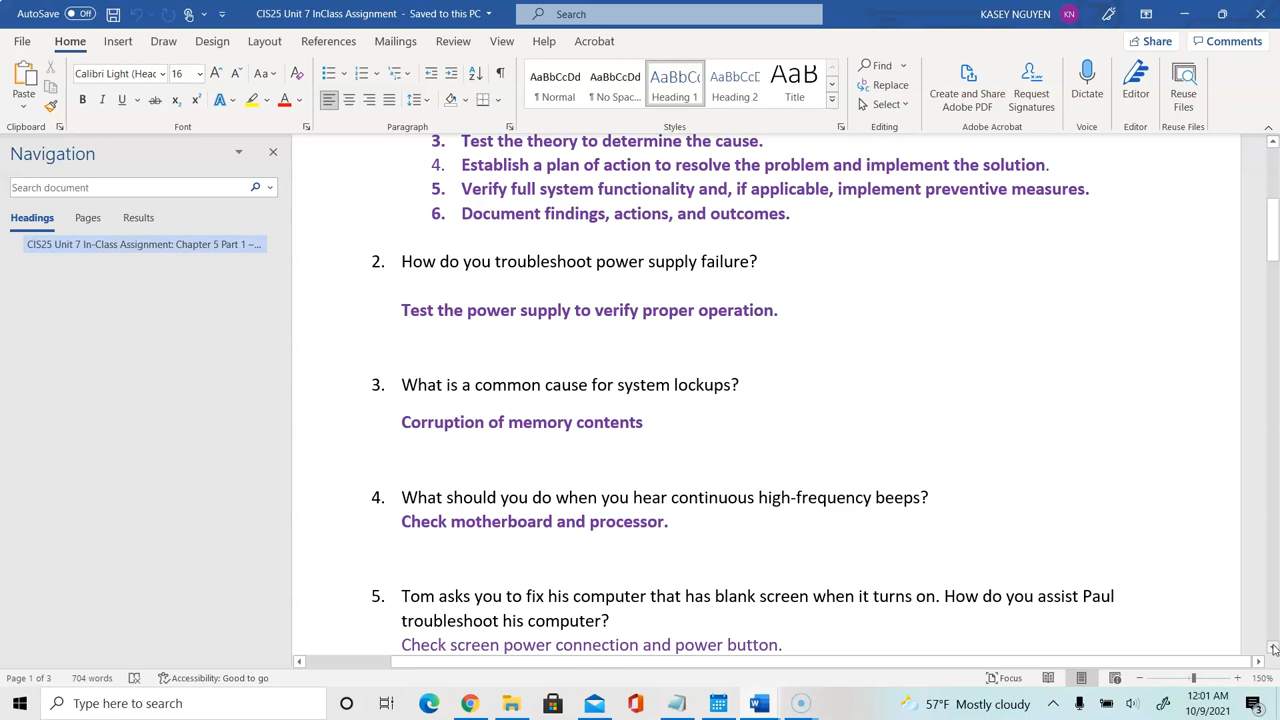 AutoSave Off CIS25 Unit 7 InClass Assignment - Saved to this PC Search KASEY NGUYEN KN
File Home Insert Draw Design Layout References Mailings Review View Help Acrobat Share Comments
Paste Calibri Light (Headc 16 Aa AaBbCcDd AaBbCcDd AaBbCc AaBbCcD AaB Find
B I U ab x₂ x² A A ¶ Normal ¶ No Spac... Heading 1 Heading 2 Title Replace
Select
Create and Share Adobe PDF Request Signatures Dictate Editor Reuse Files
Clipboard Font Paragraph Styles Editing Adobe Acrobat Voice Editor Reuse Files
Navigation
Search document
Headings Pages Results
CIS25 Unit 7 In-Class Assignment: Chapter 5 Part 1 –...
3. Test the theory to determine the cause.
4. Establish a plan of action to resolve the problem and implement the solution.
5. Verify full system functionality and, if applicable, implement preventive measures.
6. Document findings, actions, and outcomes.
2. How do you troubleshoot power supply failure?
Test the power supply to verify proper operation.
3. What is a common cause for system lockups?
Corruption of memory contents
4. What should you do when you hear continuous high-frequency beeps?
Check motherboard and processor.
5. Tom asks you to fix his computer that has blank screen when it turns on. How do you assist Paul
troubleshoot his computer?
Check screen power connection and power button.
Page 1 of 3 704 words Accessibility: Good to go Focus 150%
Type here to search 57°F Mostly cloudy 12:01 AM
10/9/2021 3